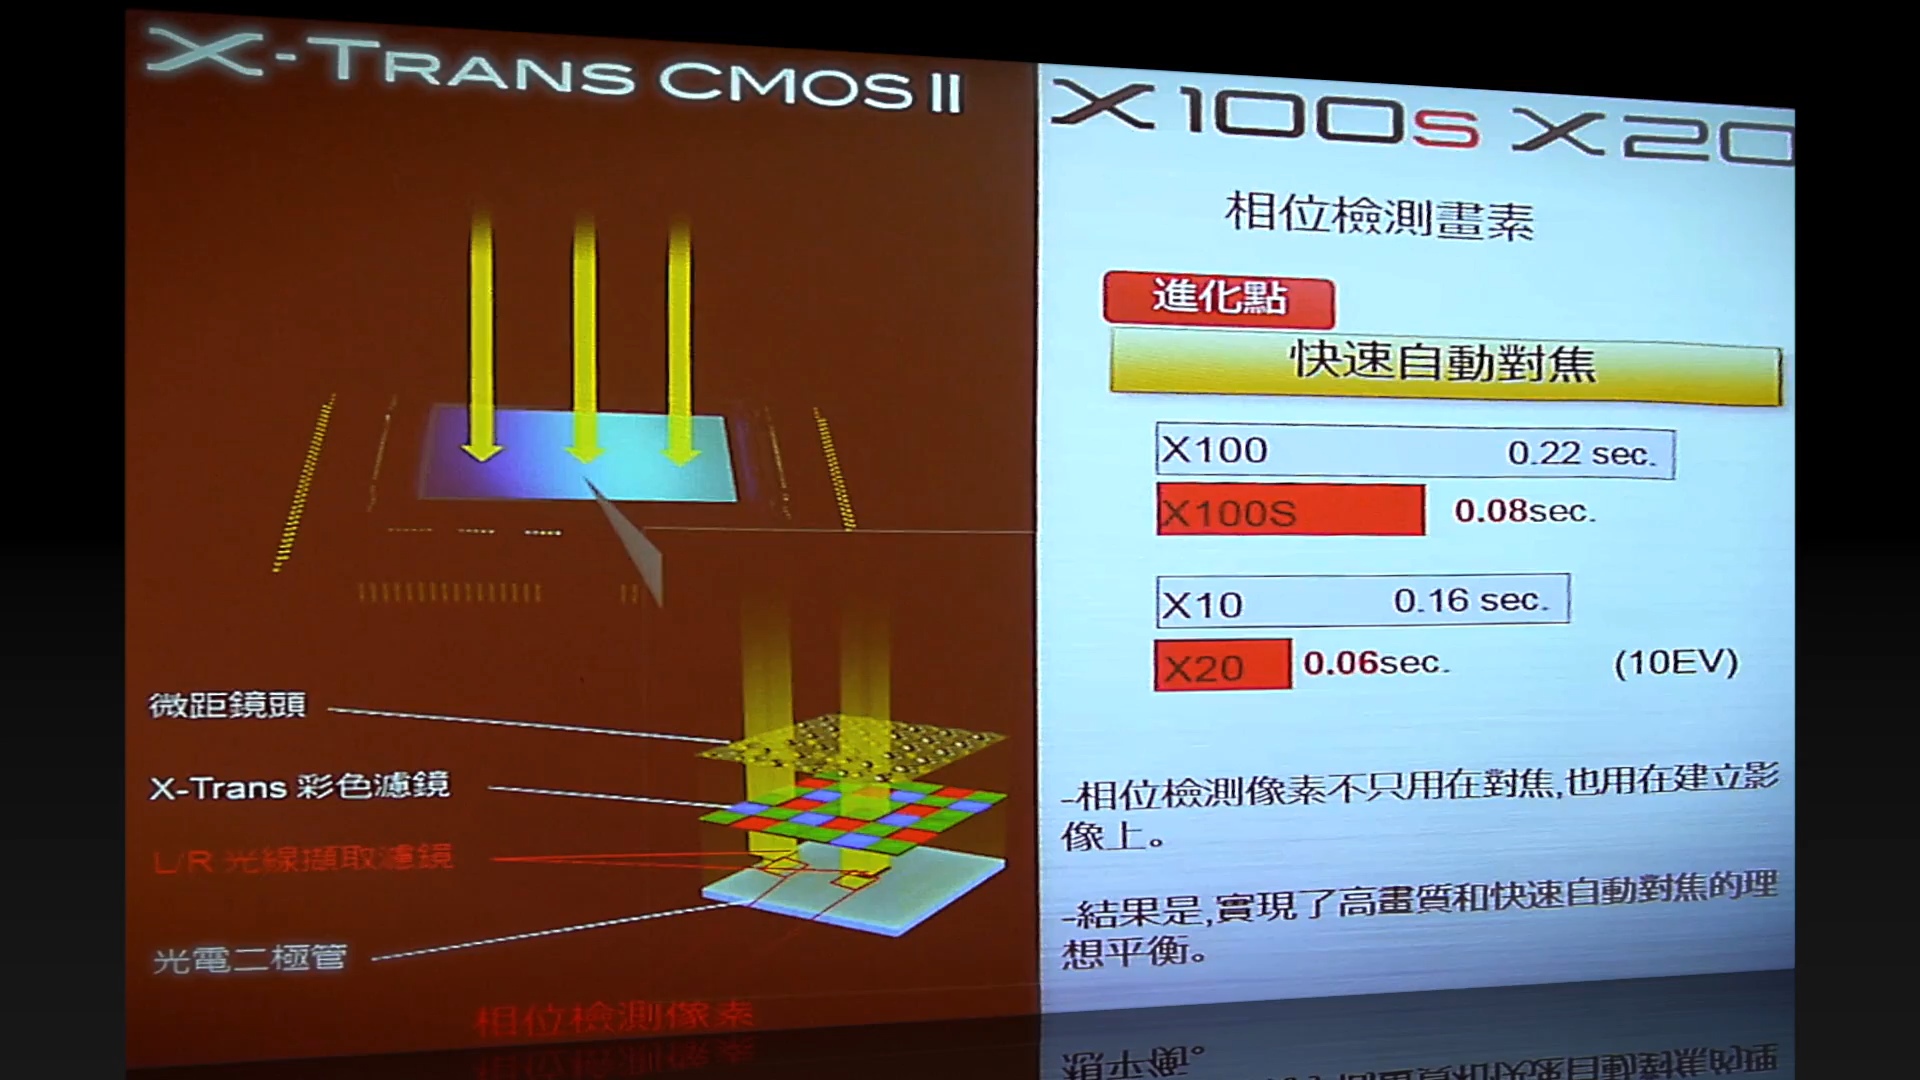 X-TRANS CMOS II
微距鏡頭
X-Trans 彩色濾鏡
L/R 光線擷取濾鏡
光電二極管
相位檢測像素
X100S X20
相位檢測畫素
進化點
快速自動對焦
X100 0.22 sec.
X100S 0.08sec.
X10 0.16 sec.
X20 0.06sec. (10EV)
-相位檢測像素不只用在對焦,也用在建立影
像上。
-結果是,實現了高畫質和快速自動對焦的理
想平衡。